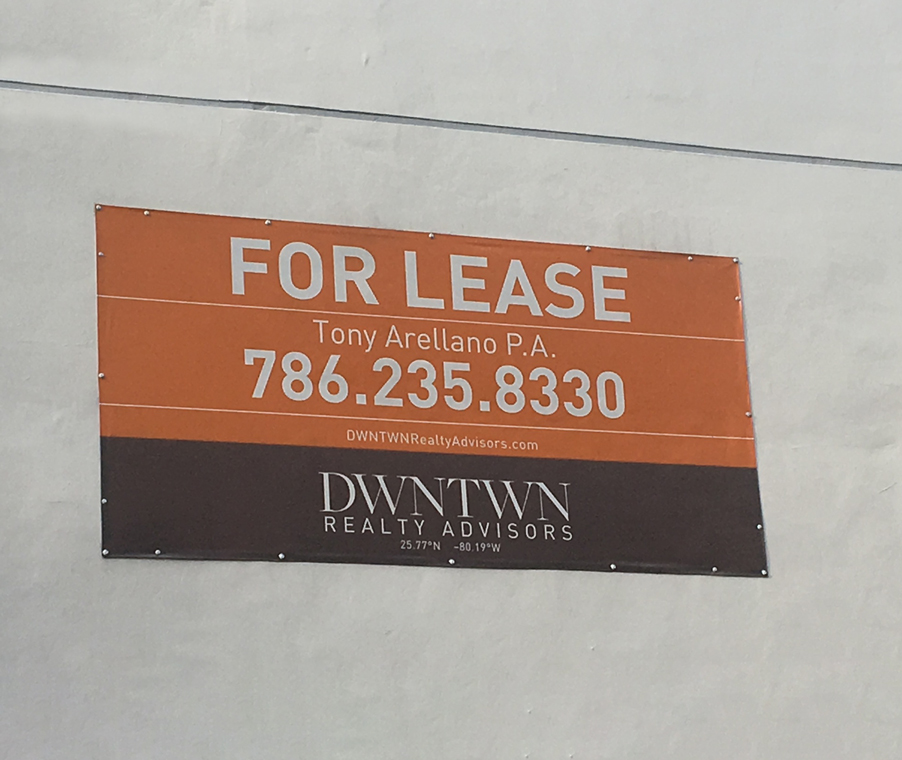 FOR LEASE
Tony Arellano P.A.
786.235.8330
DWNTWNRealtyAdvisors.com
DWNTWN
REALTY ADVISORS
25.77°N -80.19°W